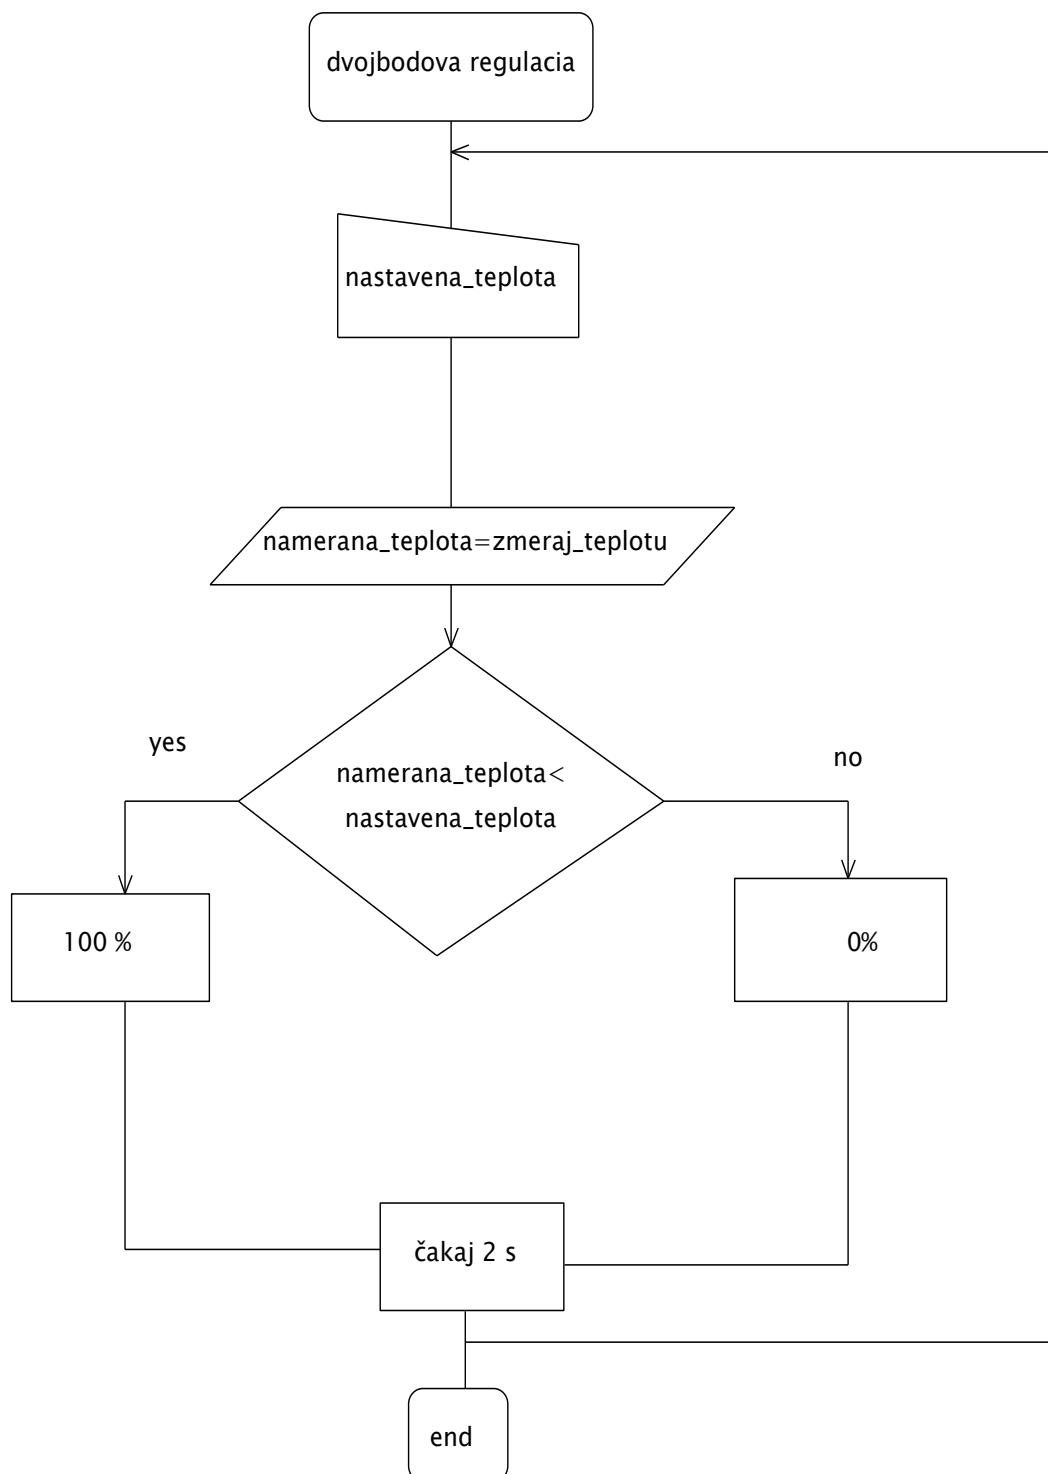 dvojbodova regulacia
nastavena_teplota
namerana_teplota=zmeraj_teplotu
yes
no
namerana_teplota<
nastavena_teplota
100 %
0%
čakaj 2 s
end